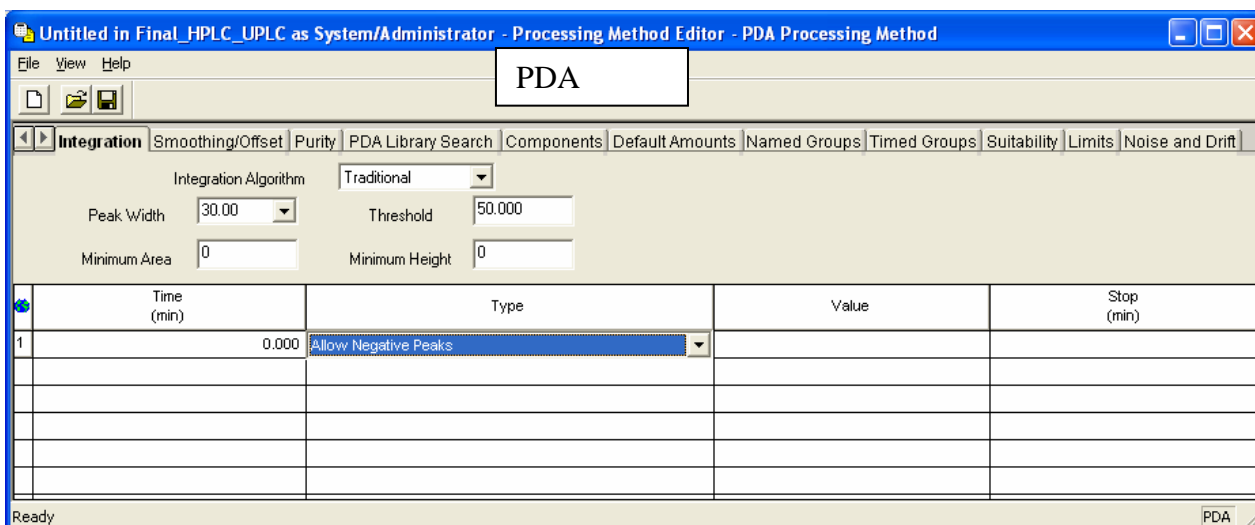 Untitled in Final_HPLC_UPLC as System/Administrator - Processing Method Editor - PDA Processing Method
File View Help
PDA
Integration Smoothing/Offset Purity PDA Library Search Components Default Amounts Named Groups Timed Groups Suitability Limits Noise and Drift
Integration Algorithm Traditional
Peak Width 30.00 Threshold 50.000
Minimum Area 0 Minimum Height 0
Time (min) Type Value Stop (min)
1 0.000 Allow Negative Peaks
Ready PDA